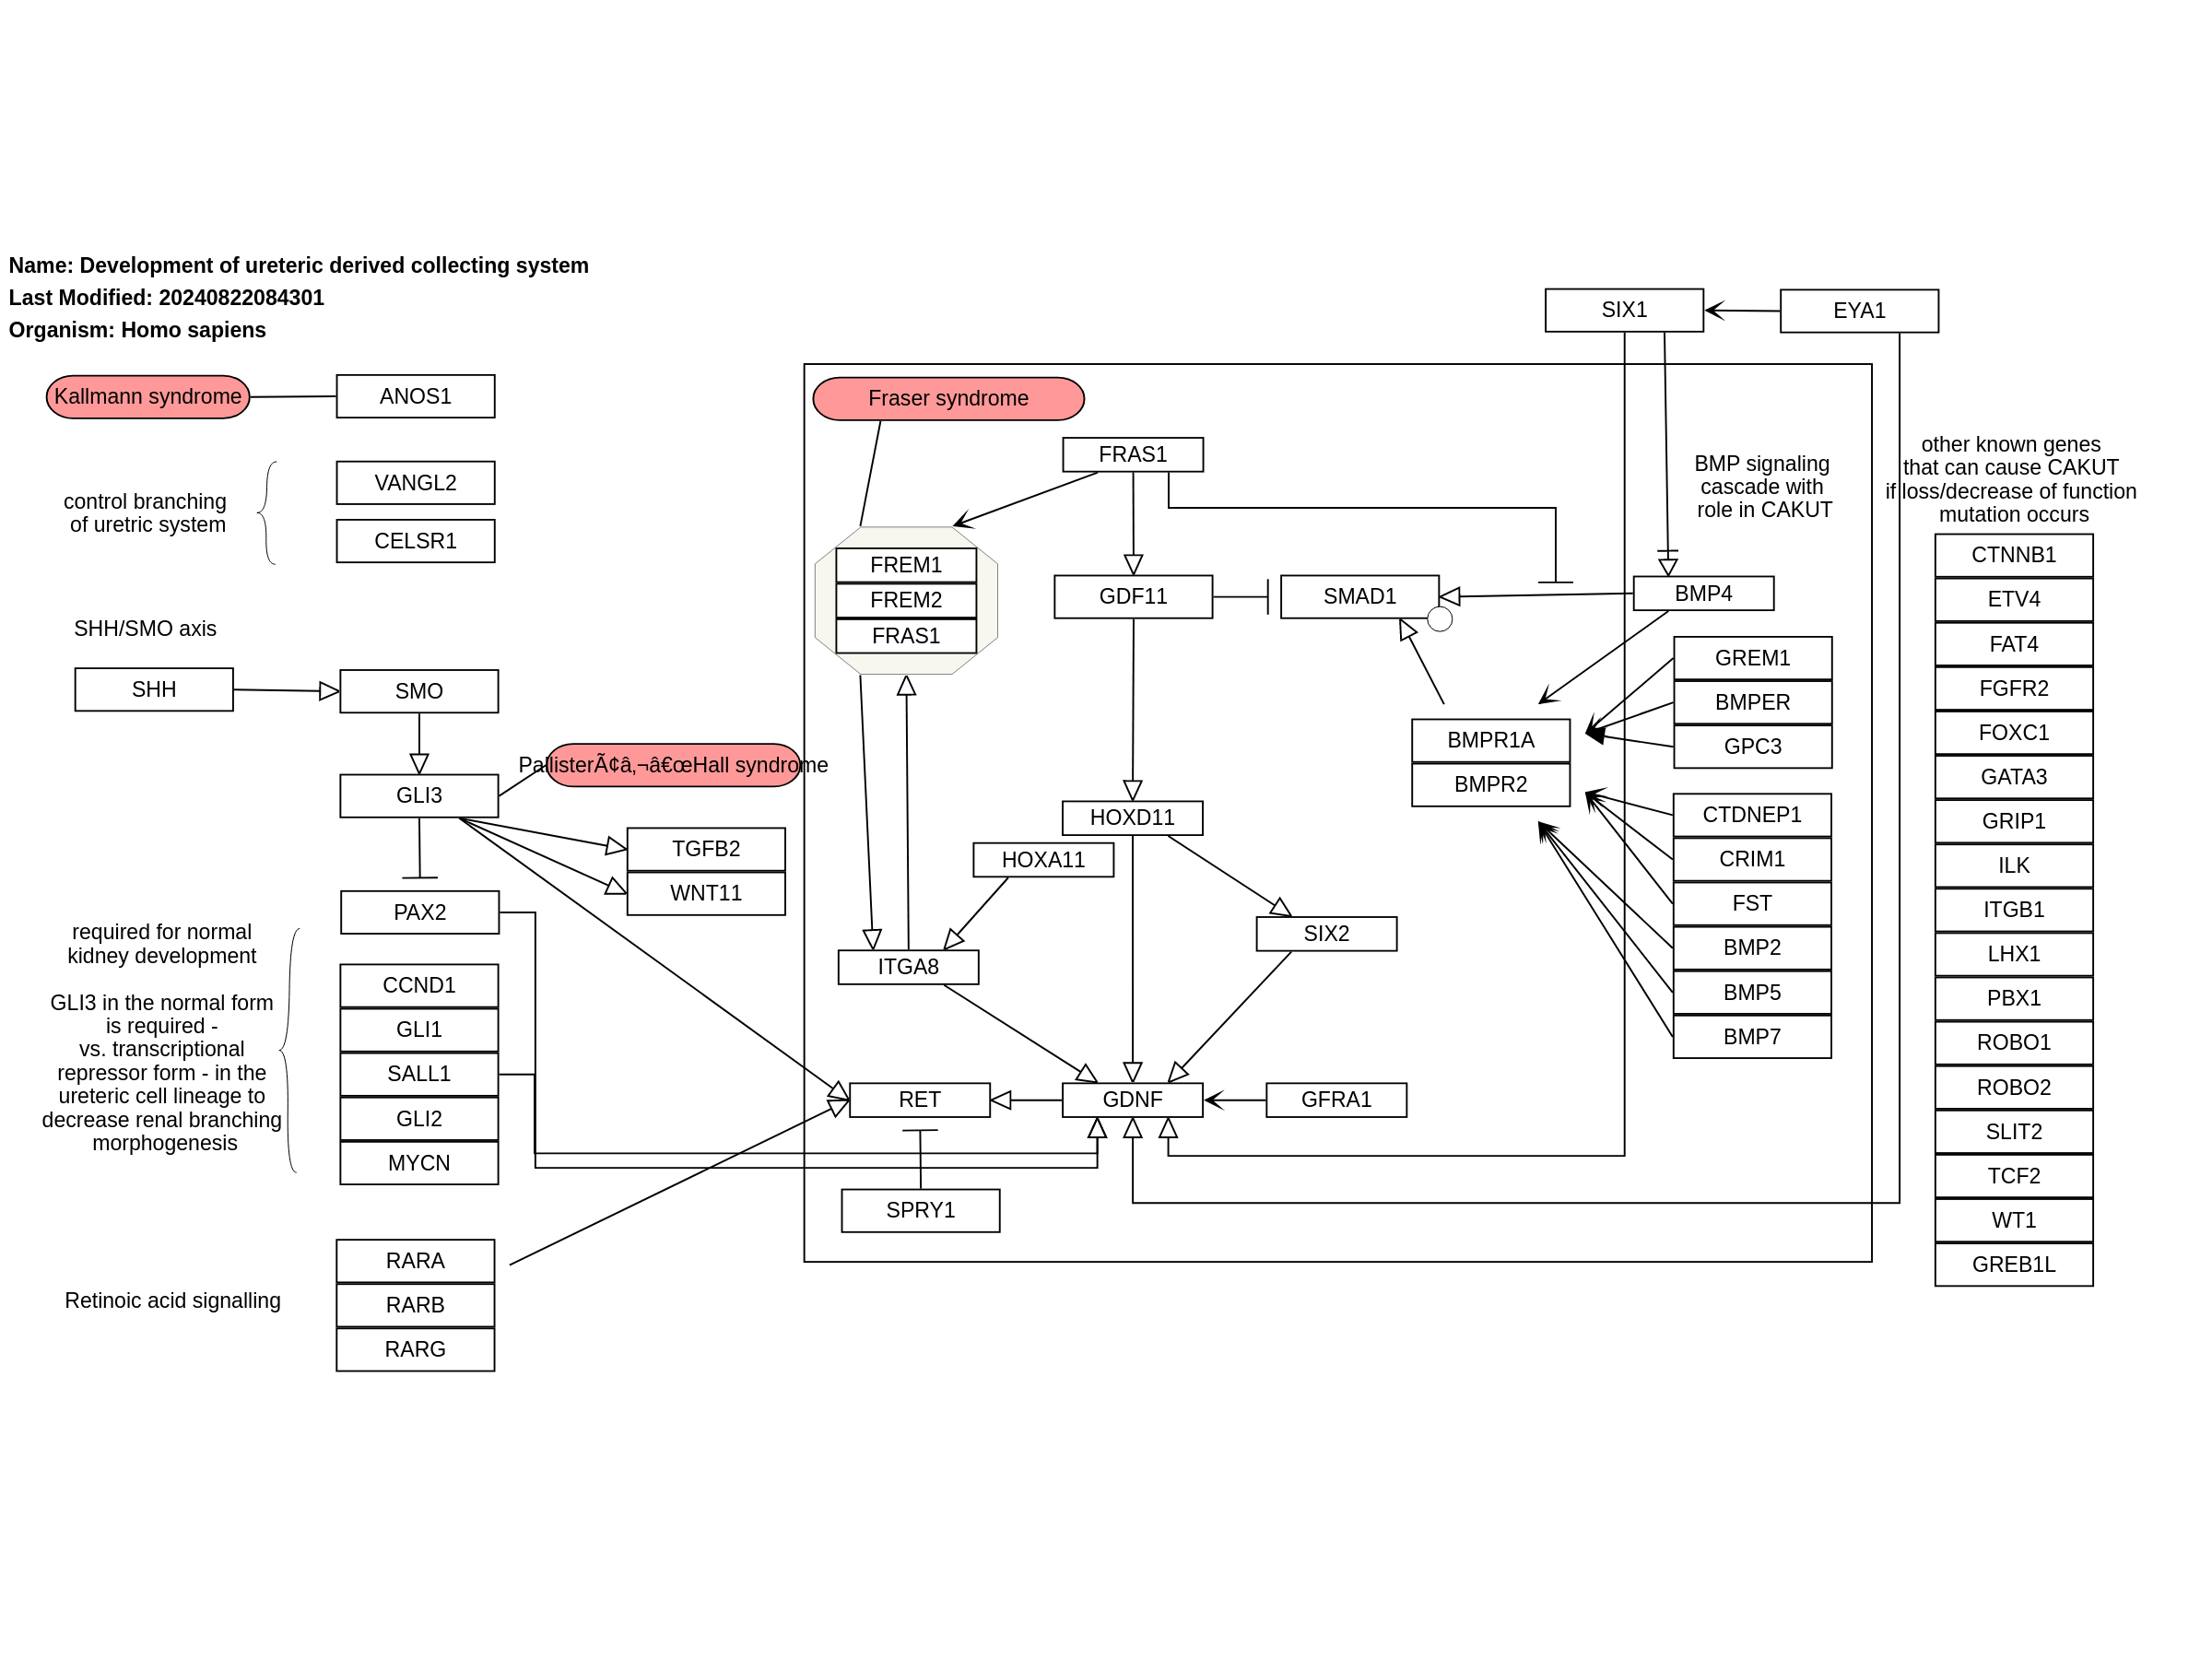 Name: Development of ureteric derived collecting system
Last Modified: 20240822084301
Organism: Homo sapiens
Kallmann syndrome
ANOS1
control branching
of uretric system
VANGL2
CELSR1
SHH/SMO axis
SHH
SMO
GLI3
PallisterÃ¢â‚¬â€œHall syndrome
TGFB2
WNT11
PAX2
required for normal
kidney development
GLI3 in the normal form
is required -
vs. transcriptional
repressor form - in the
ureteric cell lineage to
decrease renal branching
morphogenesis
CCND1
GLI1
SALL1
GLI2
MYCN
Retinoic acid signalling
RARA
RARB
RARG
Fraser syndrome
FRAS1
FREM1
FREM2
FRAS1
GDF11
SMAD1
HOXD11
HOXA11
SIX2
ITGA8
RET
GDNF
GFRA1
SPRY1
SIX1
EYA1
BMP signaling
cascade with
role in CAKUT
BMP4
BMPR1A
BMPR2
GREM1
BMPER
GPC3
CTDNEP1
CRIM1
FST
BMP2
BMP5
BMP7
other known genes
that can cause CAKUT
if loss/decrease of function
mutation occurs
CTNNB1
ETV4
FAT4
FGFR2
FOXC1
GATA3
GRIP1
ILK
ITGB1
LHX1
PBX1
ROBO1
ROBO2
SLIT2
TCF2
WT1
GREB1L